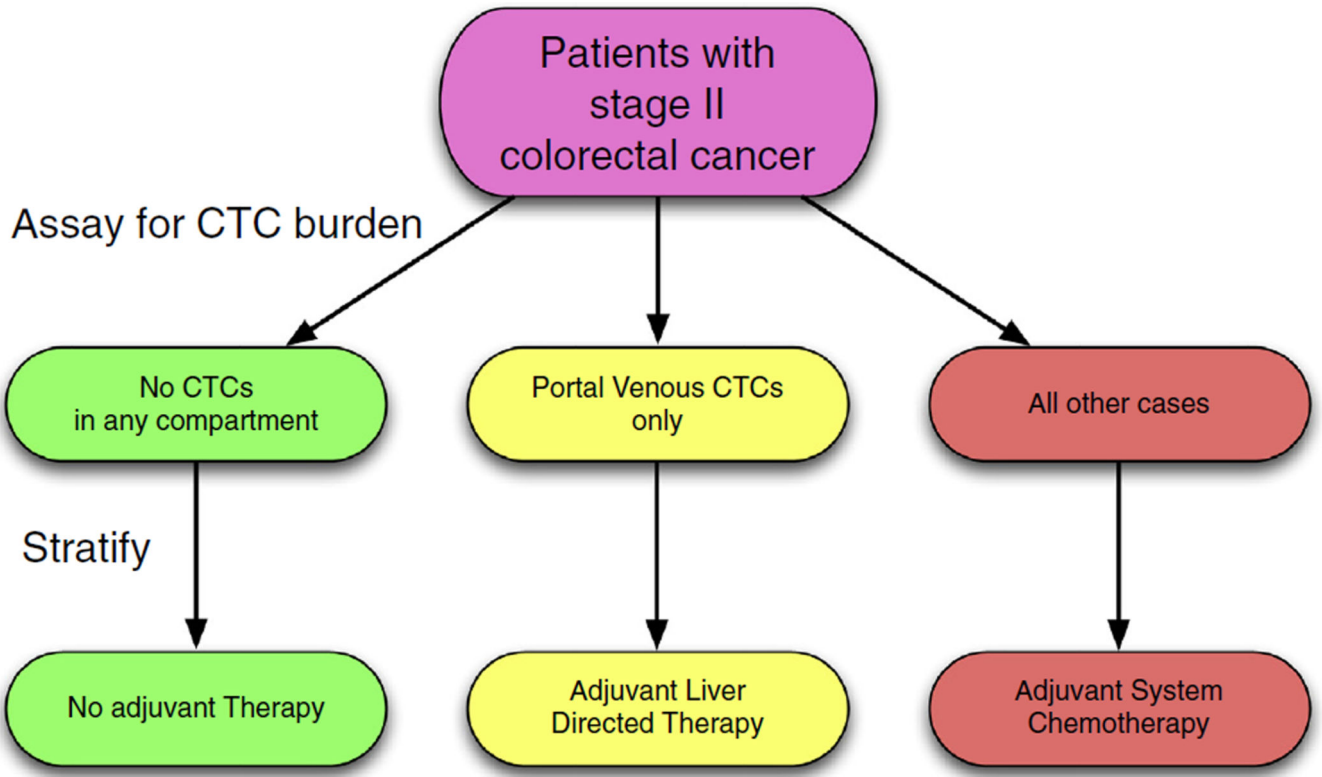 Patients with
stage II
colorectal cancer
Assay for CTC burden
No CTCs
in any compartment
Portal Venous CTCs
only
All other cases
Stratify
No adjuvant Therapy
Adjuvant Liver
Directed Therapy
Adjuvant System
Chemotherapy